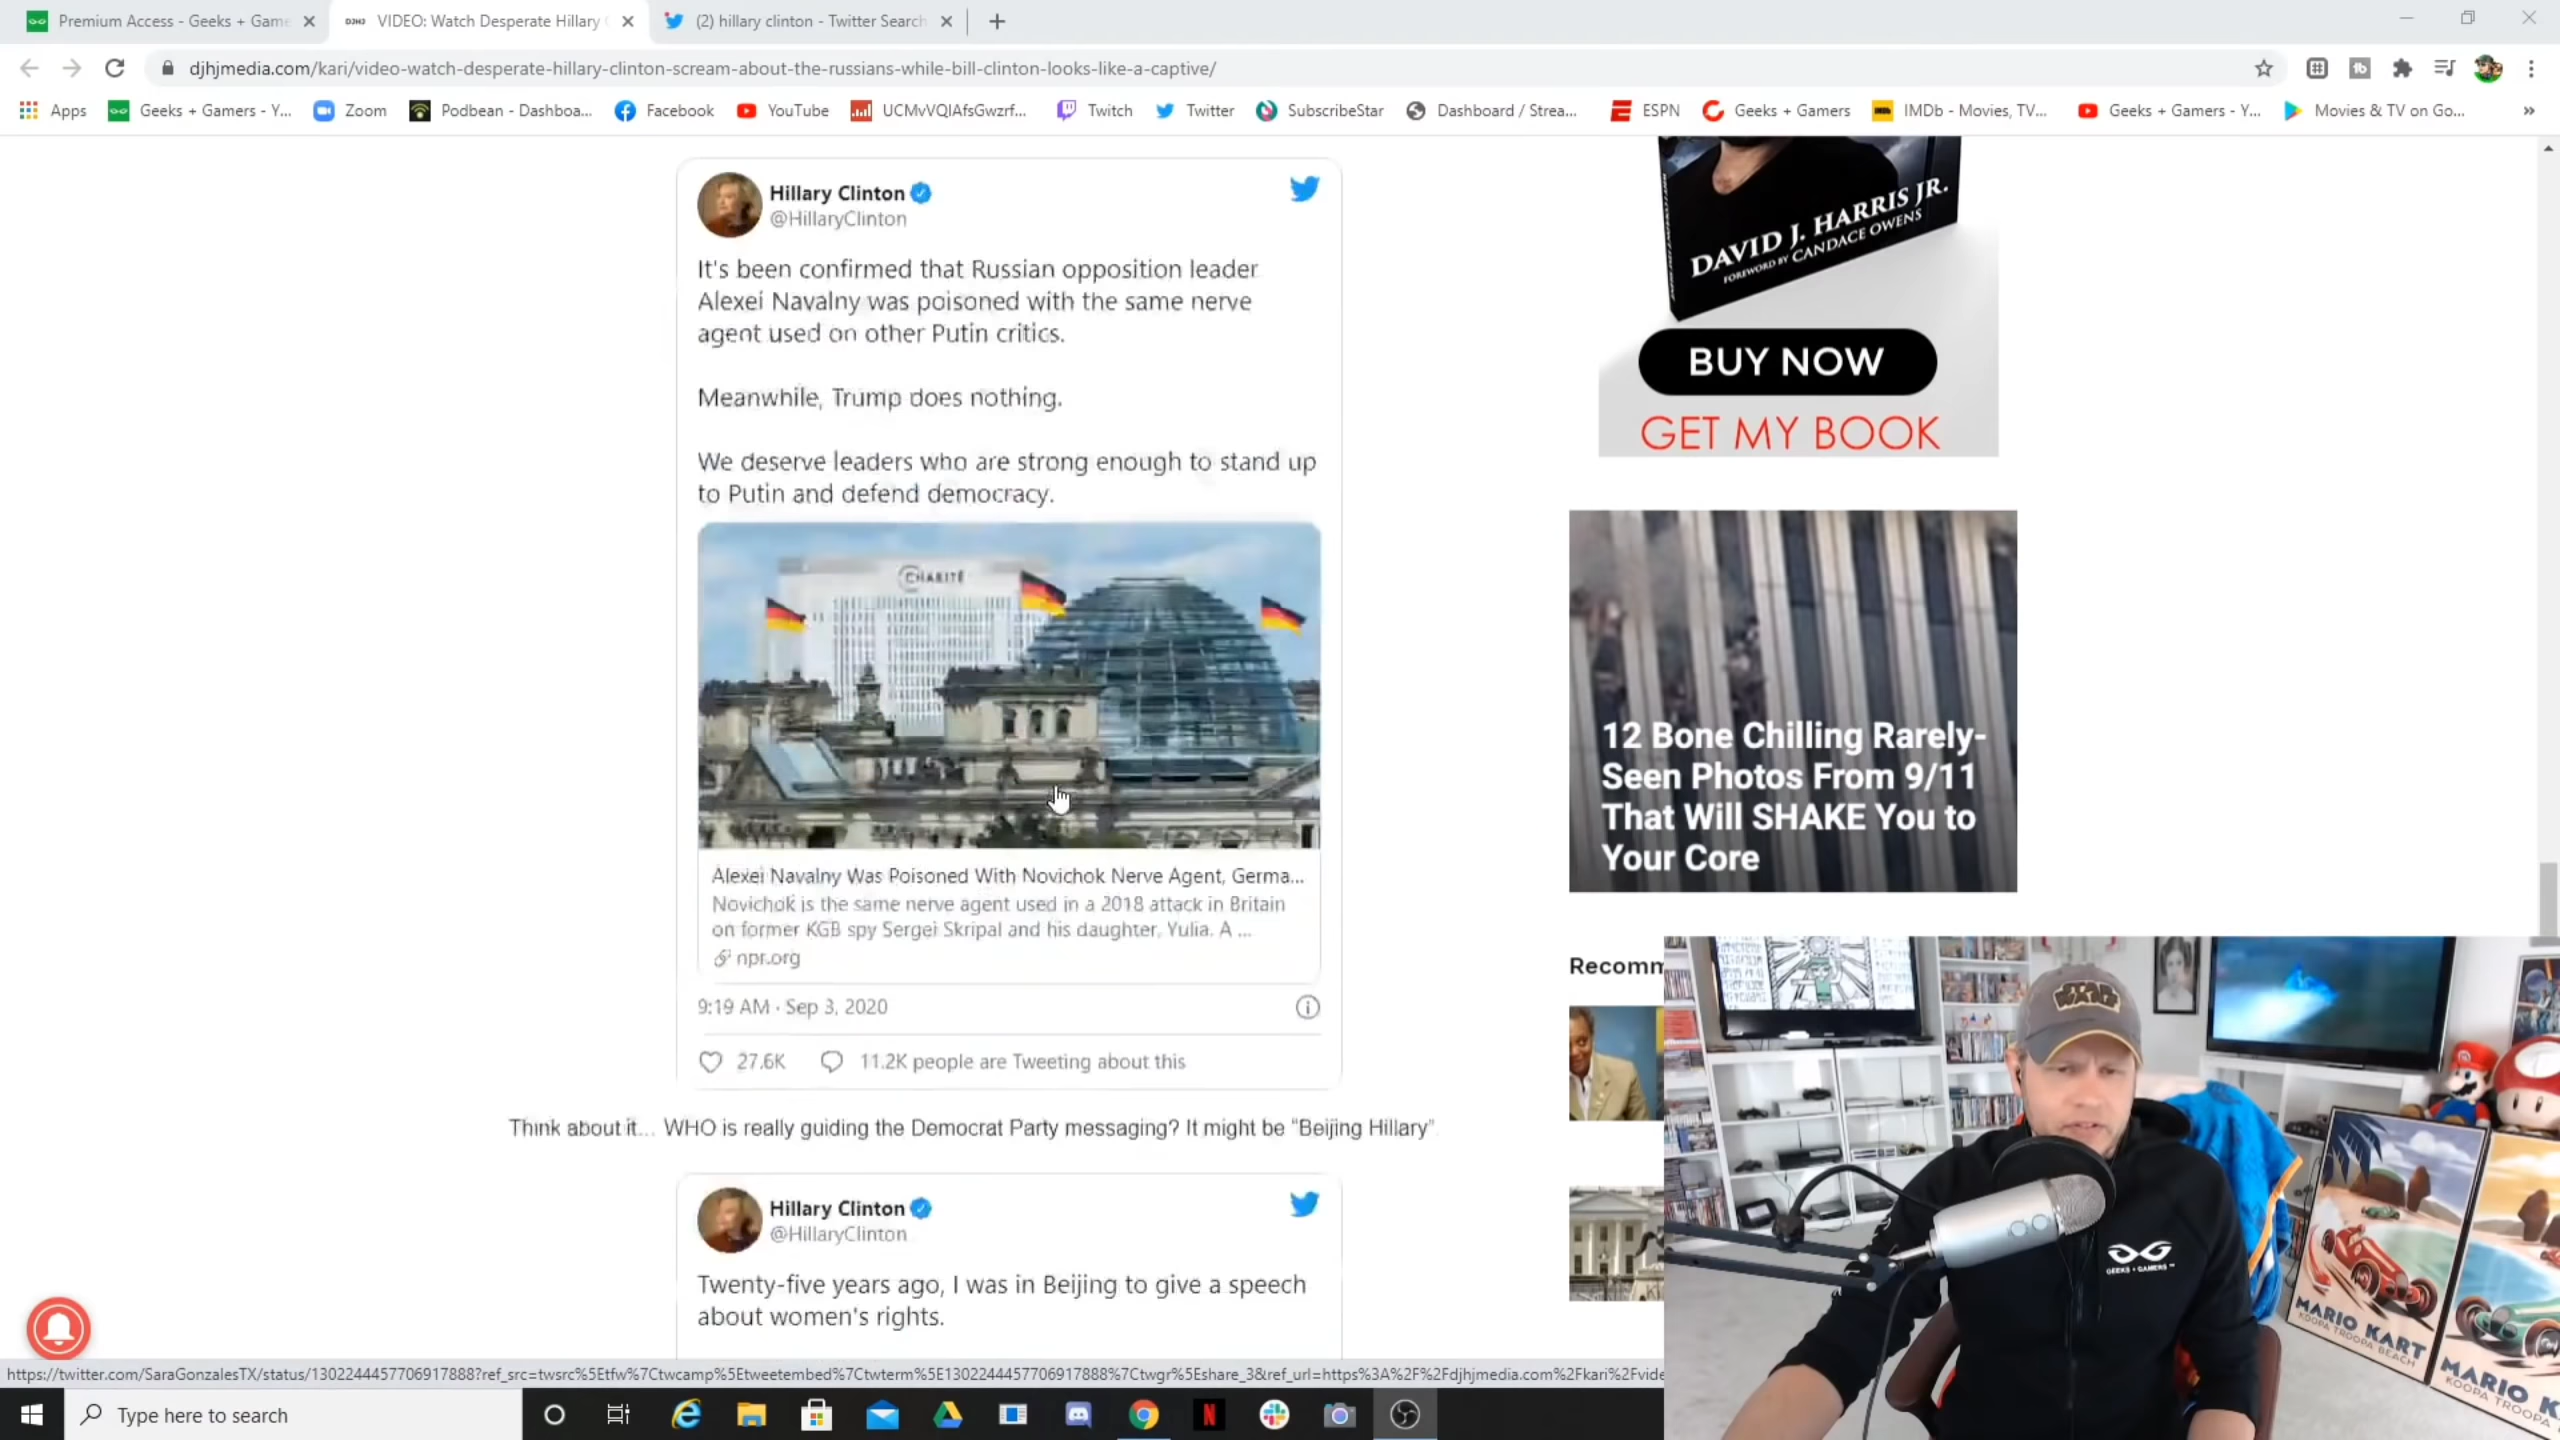 Premium Access - Geeks + Game
DJHJ VIDEO: Watch Desperate Hillary
(2) hillary clinton - Twitter Search
djhjmedia.com/kari/video-watch-desperate-hillary-clinton-scream-about-the-russians-while-bill-clinton-looks-like-a-captive/
Apps
Geeks + Gamers - Y...
Zoom
Podbean - Dashboa...
Facebook
YouTube
UCMvVQIAfsGwzrf...
Twitch
Twitter
SubscribeStar
Dashboard / Strea...
ESPN
Geeks + Gamers
IMDb - Movies, TV...
Geeks + Gamers - Y...
Movies & TV on Go...
Hillary Clinton
@HillaryClinton
It's been confirmed that Russian opposition leader
Alexei Navalny was poisoned with the same nerve
agent used on other Putin critics.
Meanwhile, Trump does nothing.
We deserve leaders who are strong enough to stand up
to Putin and defend democracy.
CHARITÉ
Alexei Navalny Was Poisoned With Novichok Nerve Agent, Germa...
Novichok is the same nerve agent used in a 2018 attack in Britain
on former KGB spy Sergei Skripal and his daughter, Yulia. A ...
npr.org
9:19 AM · Sep 3, 2020
27.6K
11.2K people are Tweeting about this
Think about it... WHO is really guiding the Democrat Party messaging? It might be “Beijing Hillary”
Hillary Clinton
@HillaryClinton
Twenty-five years ago, I was in Beijing to give a speech
about women's rights.
DAVID J. HARRIS JR.
FOREWORD BY CANDACE OWENS
BUY NOW
GET MY BOOK
12 Bone Chilling Rarely-
Seen Photos From 9/11
That Will SHAKE You to
Your Core
Recomm
STAR
WARS
GEEKS + GAMERS
MARIO KART
KOOPA TROOPA BEACH
MARIO K
KOOPA TROOP
https://twitter.com/SaraGonzalesTX/status/1302244457706917888?ref_src=twsrc%5Etfw%7Ctwcamp%5Etweetembed%7Ctwterm%5E1302244457706917888%7Ctwgr%5Eshare_3&ref_url=https%3A%2F%2Fdjhjmedia.com%2Fkari%2Fvide
Type here to search